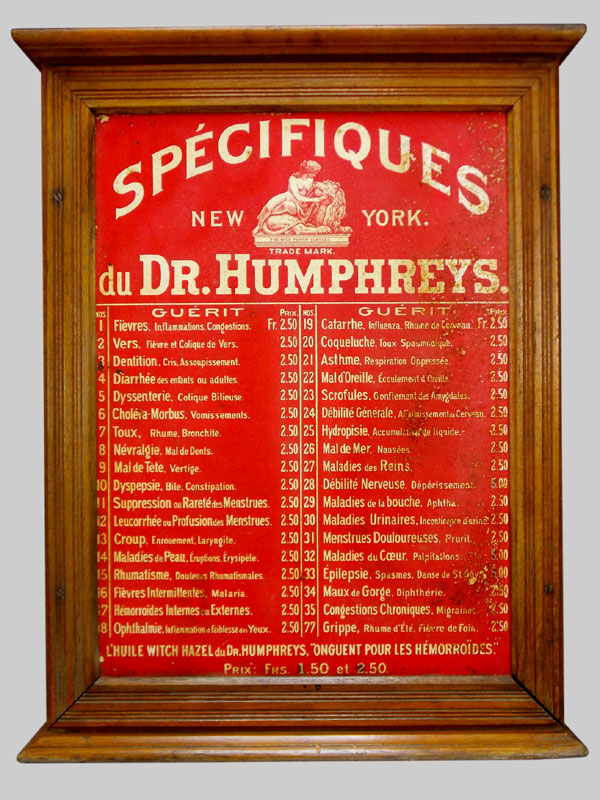 SPÉCIFIQUES
NEW YORK.
TRADE MARK.
du DR. HUMPHREYS.
NOS. GUÉRIT PRIX.
1 Fièvres, Inflammations, Congestions. Fr. 2.50
2 Vers, Fièvre et Colique de Vers. 2.50
3 Dentition, Cris, Assoupissement. 2.50
4 Diarrhée des enfants ou adultes. 2.50
5 Dyssenterie, Colique Bilieuse. 2.50
6 Choléra-Morbus, Vomissements. 2.50
7 Toux, Rhume, Bronchite. 2.50
8 Névralgie, Mal de Dents. 2.50
9 Mal de Tete, Vertige. 2.50
10 Dyspepsie, Bile, Constipation. 2.50
11 Suppression ou Rareté des Menstrues. 2.50
12 Leucorrhée ou Profusion des Menstrues. 2.50
13 Croup, Enrouement, Laryngite. 2.50
14 Maladies de Peau, Éruptions, Érysipéle. 2.50
15 Rhumatisme, Douleurs Rhumatismales. 2.50
16 Fièvres Intermittentes, Malaria. 2.50
17 Hémorroïdes Internes ou Externes. 2.50
18 Ophthalmie, Inflammation et Faiblesse des Yeux. 2.50
NOS. GUÉRIT PRIX.
19 Catarrhe, Influenza, Rhume de Cerveau. Fr. 2.50
20 Coqueluche, Toux Spasmodique. 2.50
21 Asthme, Respiration Oppressée. 2.50
22 Mal d'Oreille, Écoulement d'Oreille. 2.50
23 Scrofules, Gonflement des Amygdales. 2.50
24 Débilité Générale, Affaiblissement du Cerveau. 2.50
25 Hydropisie, Accumulation de liquide. 2.50
26 Mal de Mer, Nausées. 2.50
27 Maladies des Reins. 2.50
28 Débilité Nerveuse, Dépérissement. 5.00
29 Maladies de la bouche, Aphtha. 2.50
30 Maladies Urinaires, Incontinence d'urine. 2.50
31 Menstrues Douloureuses, Prurit. 2.50
32 Maladies du Cœur, Palpitations. 5.00
33 Épilepsie, Spasmes, Danse de St. Guy. 5.00
34 Maux de Gorge, Diphthérie. 2.50
35 Congestions Chroniques, Migraines. 2.50
77 Grippe, Rhume d'Été, Fièvre de Foin. 2.50
L'HUILE WITCH HAZEL du DR. HUMPHREYS, "ONGUENT POUR LES HÉMORROÏDES."
PRIX: FRS. 1.50 et 2.50.